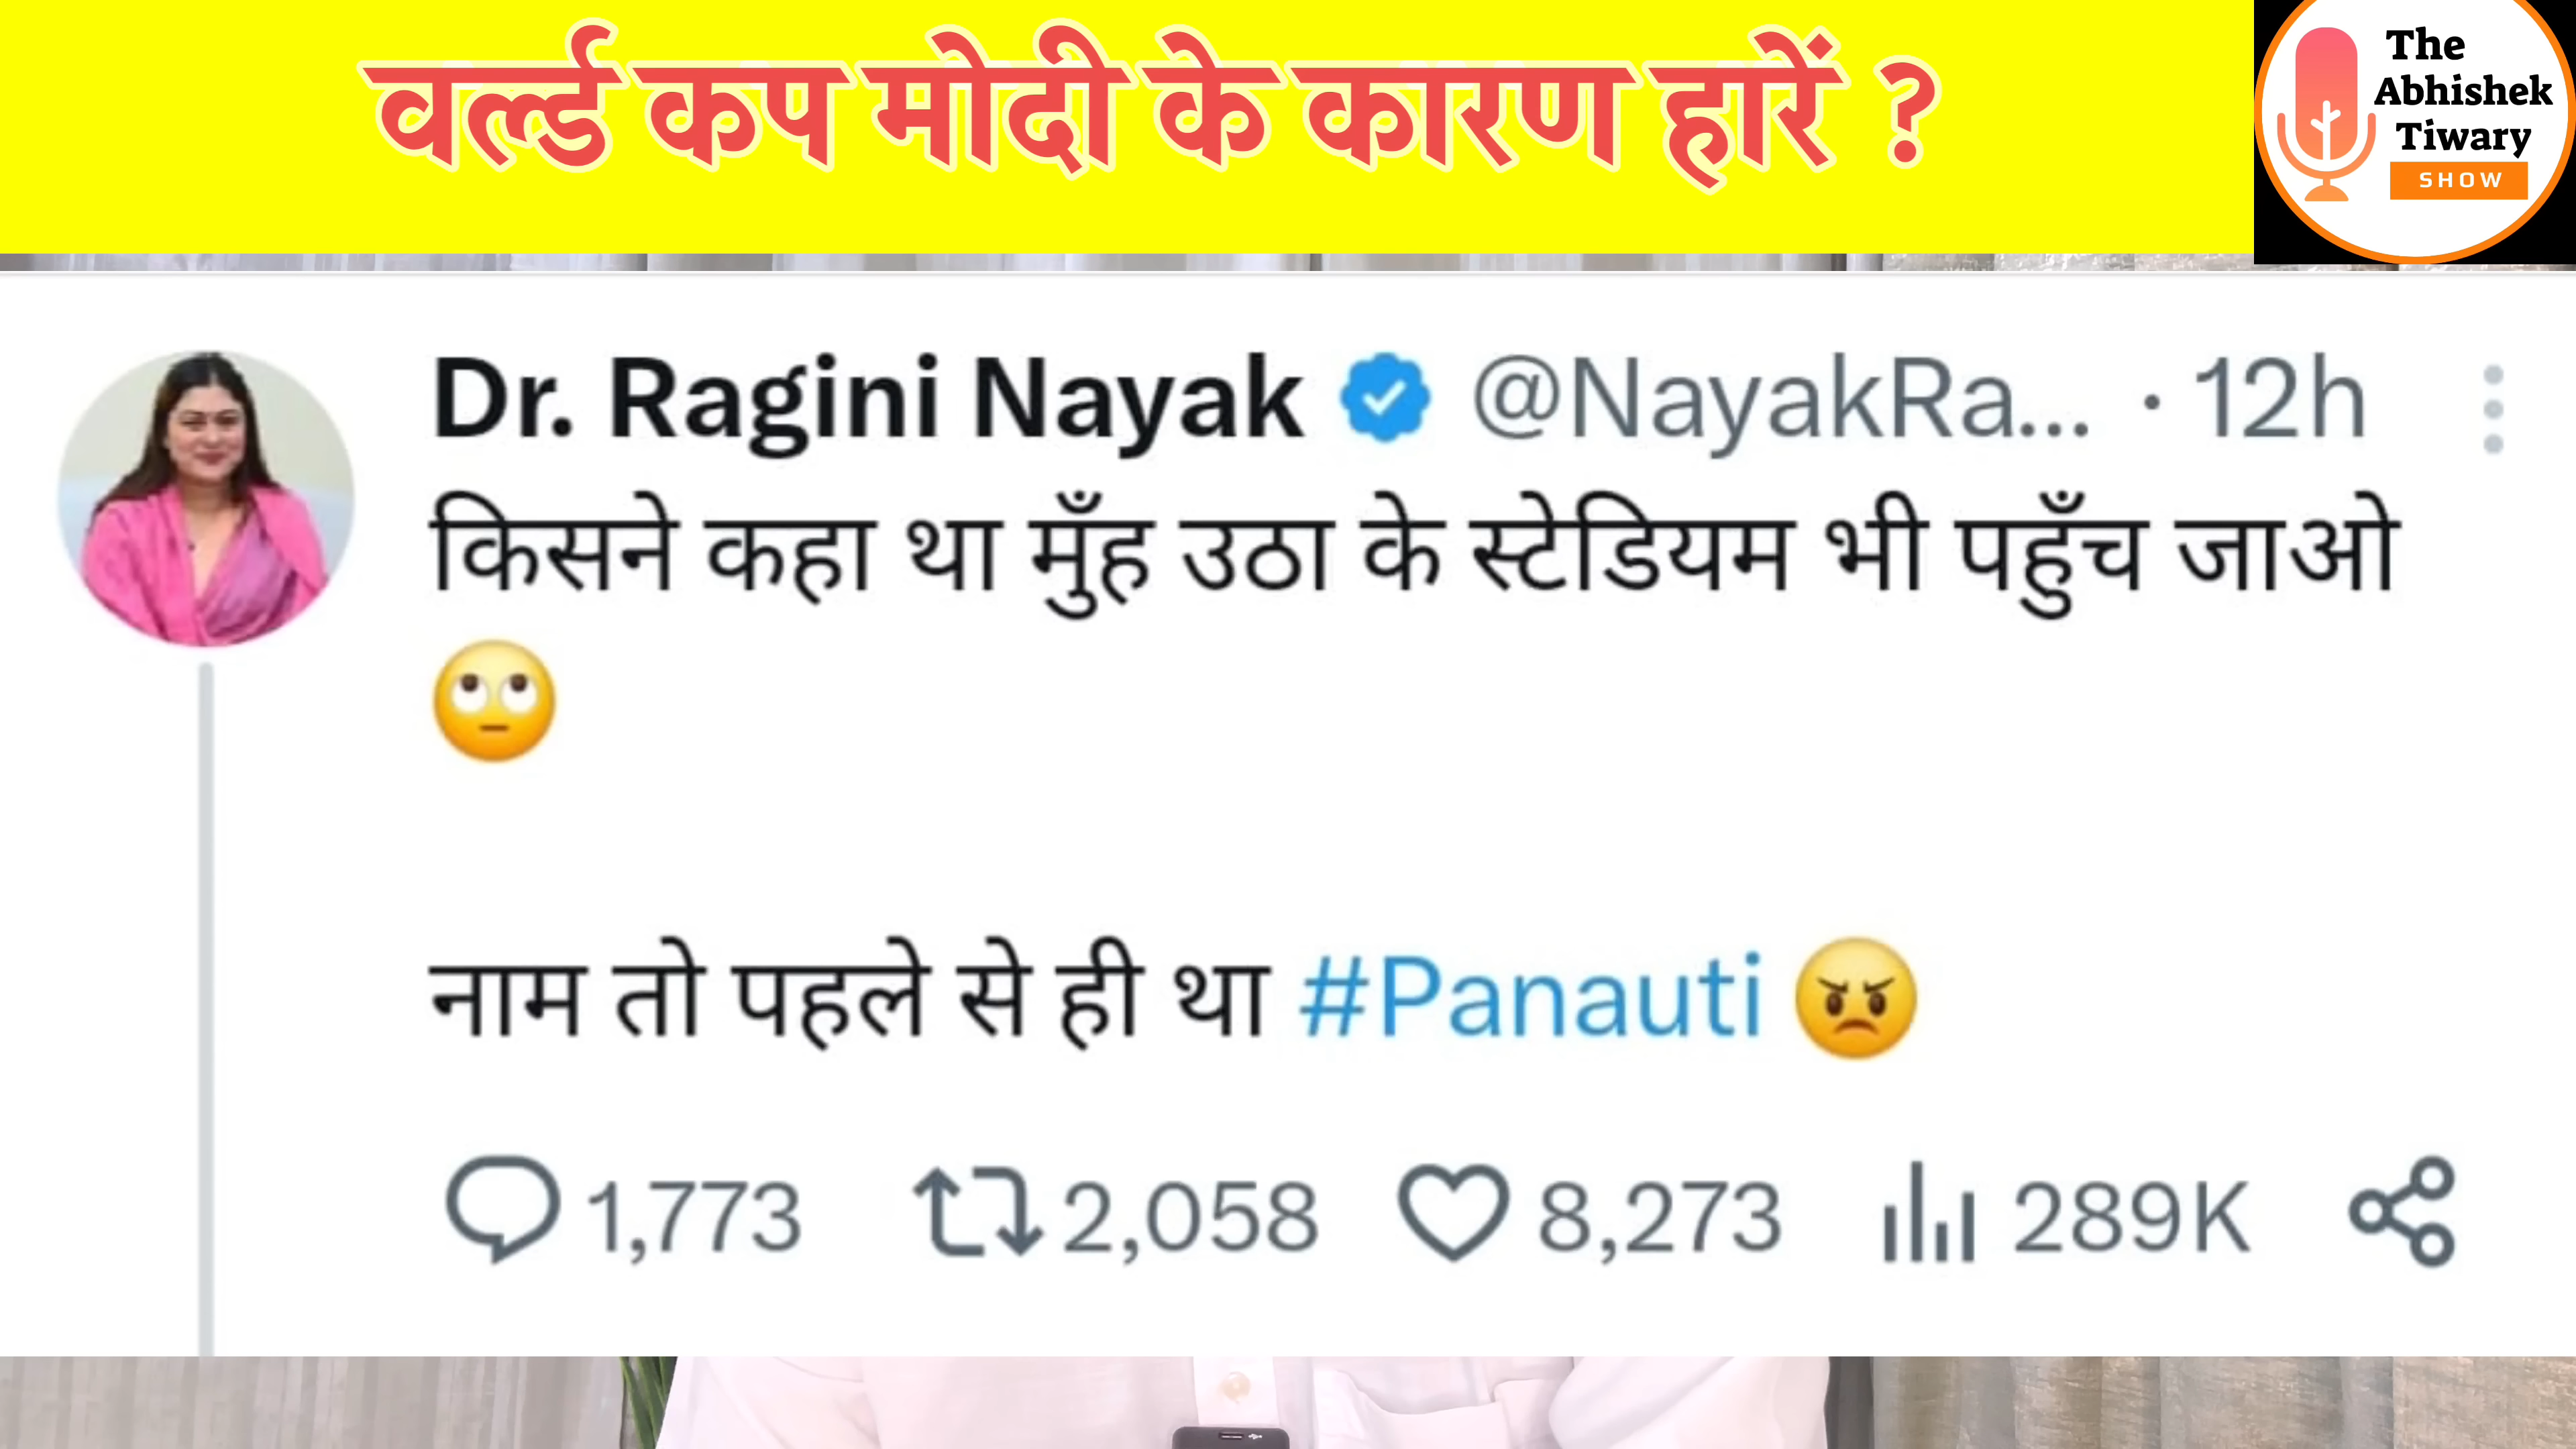 वर्ल्ड कप मोदी के कारण हारें ?
The
Abhishek
Tiwary
SHOW
Dr. Ragini Nayak @NayakRa... · 12h
किसने कहा था मुँह उठा के स्टेडियम भी पहुँच जाओ
🙄
नाम तो पहले से ही था #Panauti 😠
1,773 2,058 8,273 289K